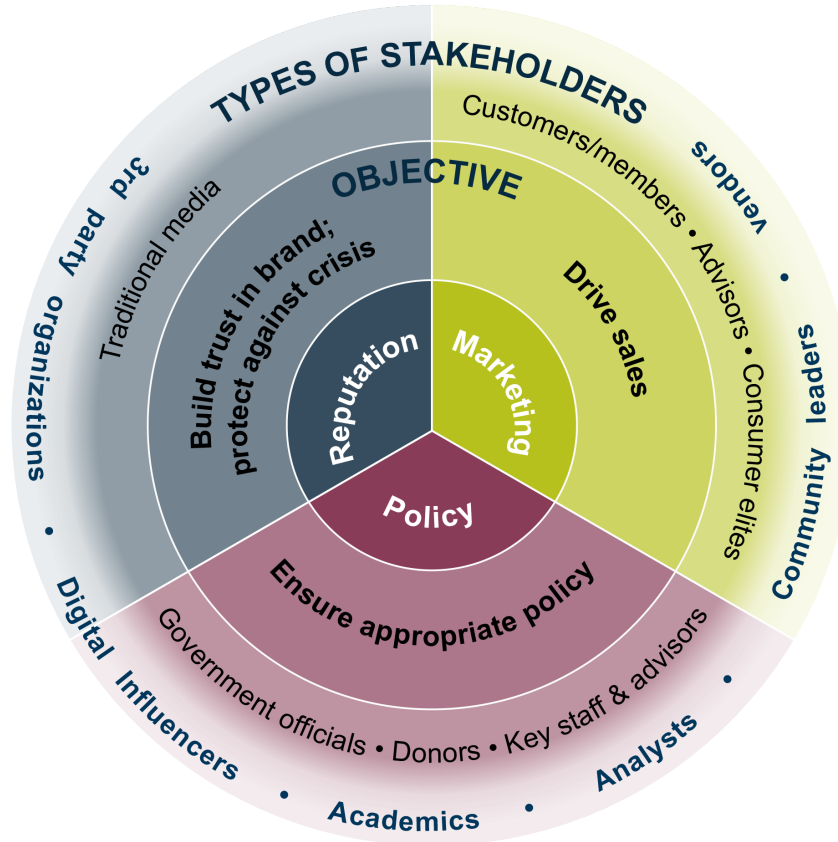 TYPES OF STAKEHOLDERS
OBJECTIVE
Reputation
Build trust in brand;
protect against crisis
Traditional media
Marketing
Drive sales
Customers/members • Advisors • Consumer elites
Policy
Ensure appropriate policy
Government officials • Donors • Key staff & advisors
3rd party organizations • Digital Influencers • Academics • Analysts • Community leaders • vendors